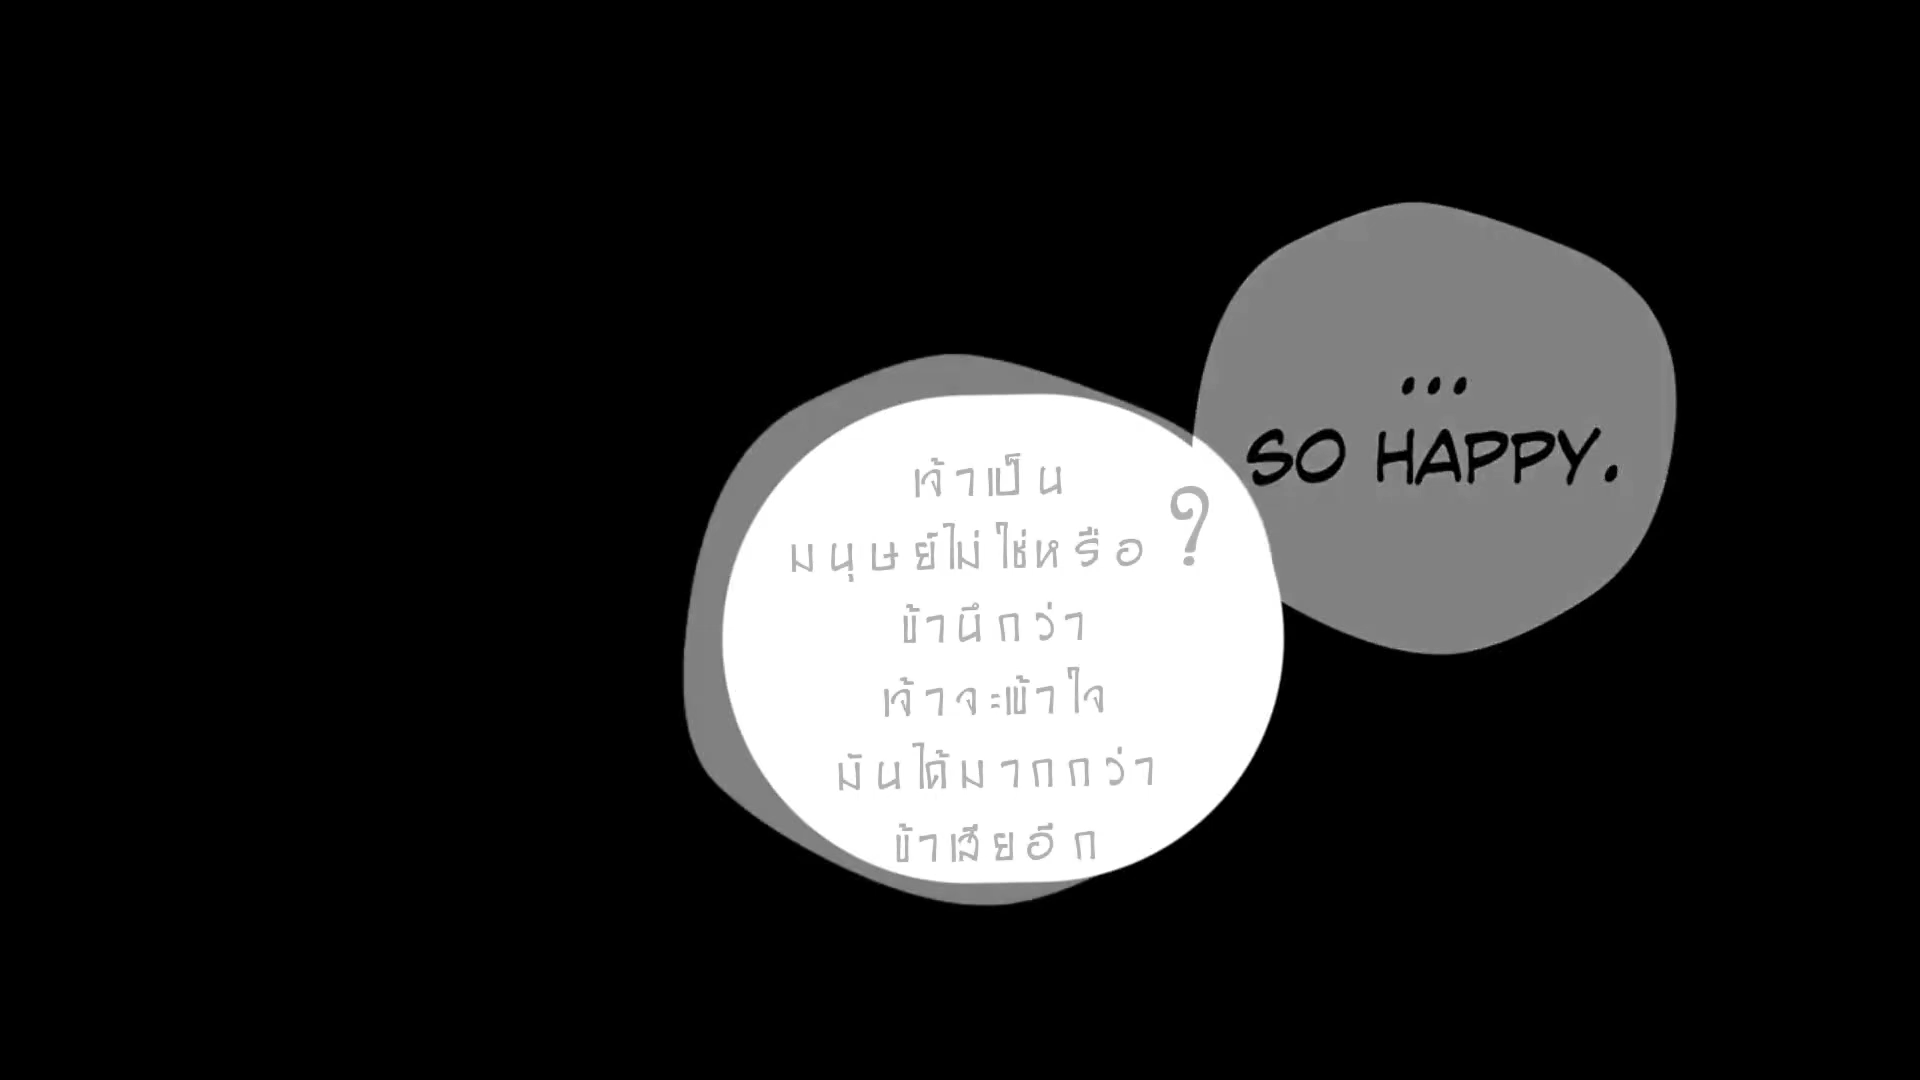 เจ้าเป็น
มนุษย์ไม่ใช่หรือ?
ข้านึกว่า
เจ้าจะเข้าใจ
มันได้มากกว่า
ข้าเสียอีก
...
SO HAPPY.